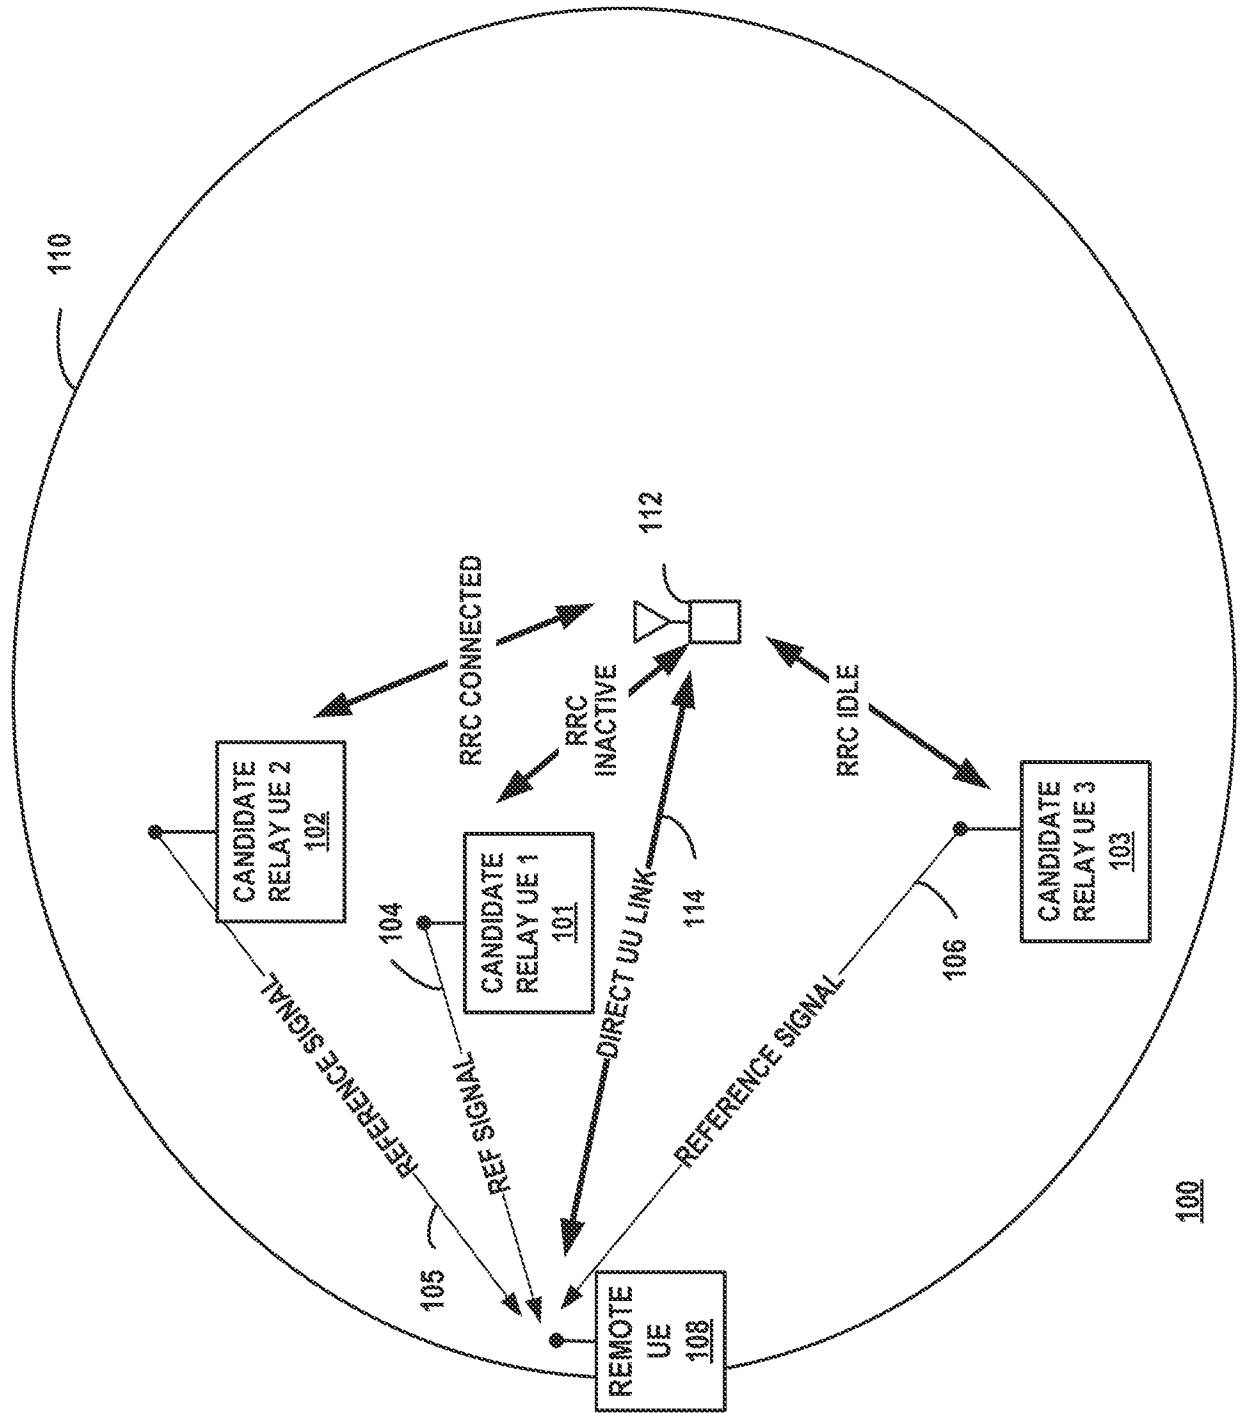 110
CANDIDATE
RELAY UE 2
102
RRC CONNECTED
REFERENCE SIGNAL
105
104
CANDIDATE
RELAY UE 1
101
REF SIGNAL
RRC
INACTIVE
112
DIRECT UU LINK
114
REMOTE
UE
108
RRC IDLE
REFERENCE SIGNAL
106
CANDIDATE
RELAY UE 3
103
100